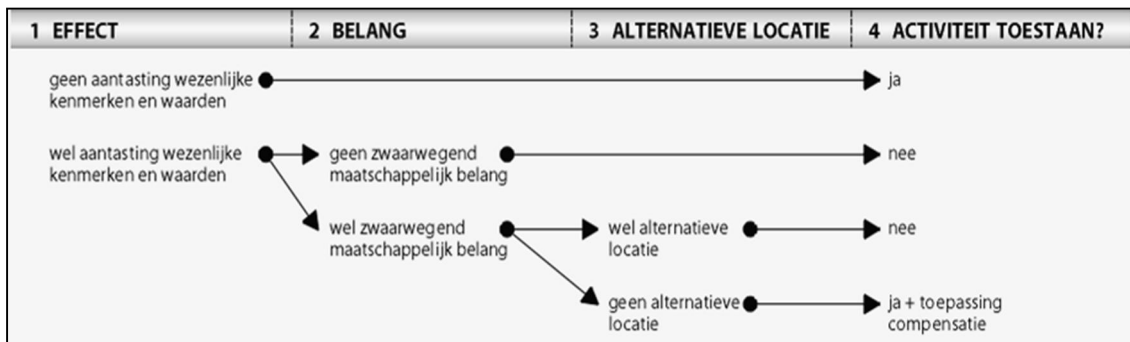 1 EFFECT
2 BELANG
3 ALTERNATIEVE LOCATIE
4 ACTIVITEIT TOESTAAN?
geen aantasting wezenlijke
kenmerken en waarden
ja
wel aantasting wezenlijke
kenmerken en waarden
geen zwaarwegend
maatschappelijk belang
nee
wel zwaarwegend
maatschappelijk belang
wel alternatieve
locatie
nee
geen alternatieve
locatie
ja + toepassing
compensatie